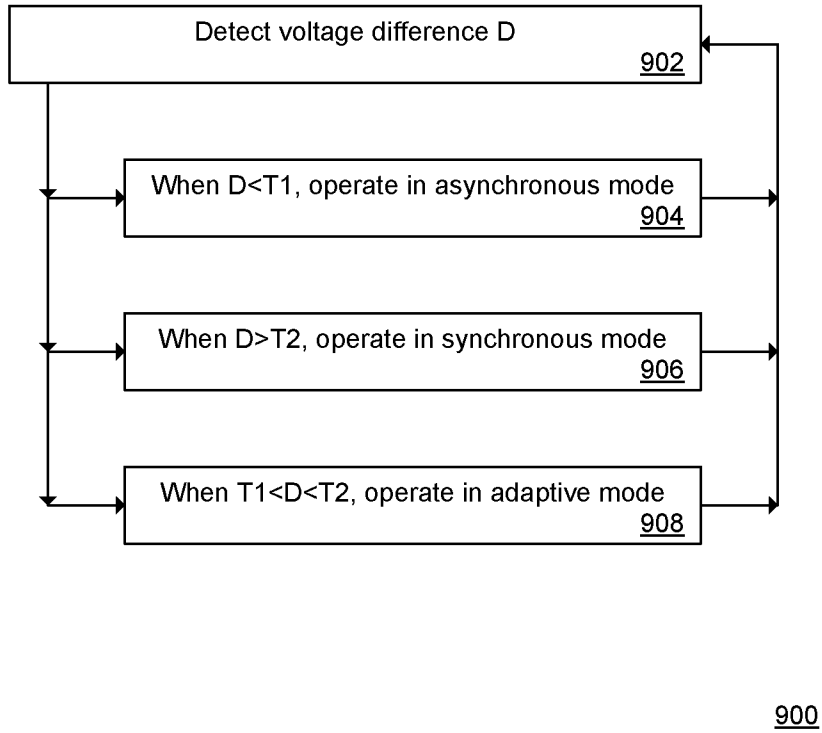 Detect voltage difference D
902
When D<T1, operate in asynchronous mode
904
When D>T2, operate in synchronous mode
906
When T1<D<T2, operate in adaptive mode
908
900